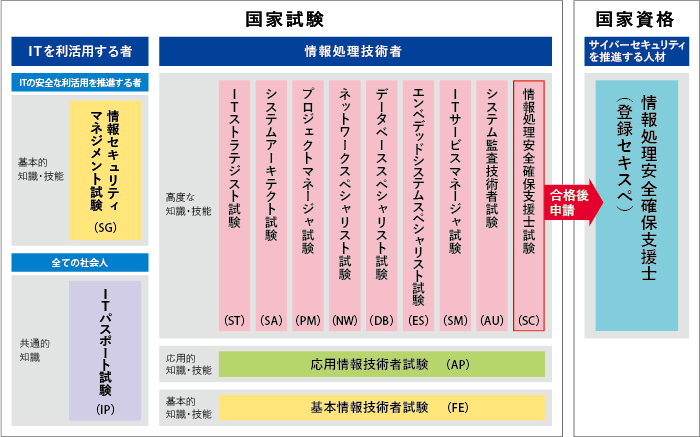 国家試験
国家資格
ITを利活用する者
情報処理技術者
サイバーセキュリティ
を推進する人材
ITの安全な利活用を推進する者
基本的
知識・技能
情報セキュリティ
マネジメント試験
(SG)
全ての社会人
共通的
知識
ITパスポート試験
(IP)
高度な
知識・技能
ITストラテジスト試験
(ST)
システムアーキテクト試験
(SA)
プロジェクトマネージャ試験
(PM)
ネットワークスペシャリスト試験
(NW)
データベーススペシャリスト試験
(DB)
エンベデッドシステムスペシャリスト試験
(ES)
ITサービスマネージャ試験
(SM)
システム監査技術者試験
(AU)
情報処理安全確保支援士試験
(SC)
合格後
申請
情報処理安全確保支援士
(登録セキスペ)
応用的
知識・技能
応用情報技術者試験 (AP)
基本的
知識・技能
基本情報技術者試験 (FE)